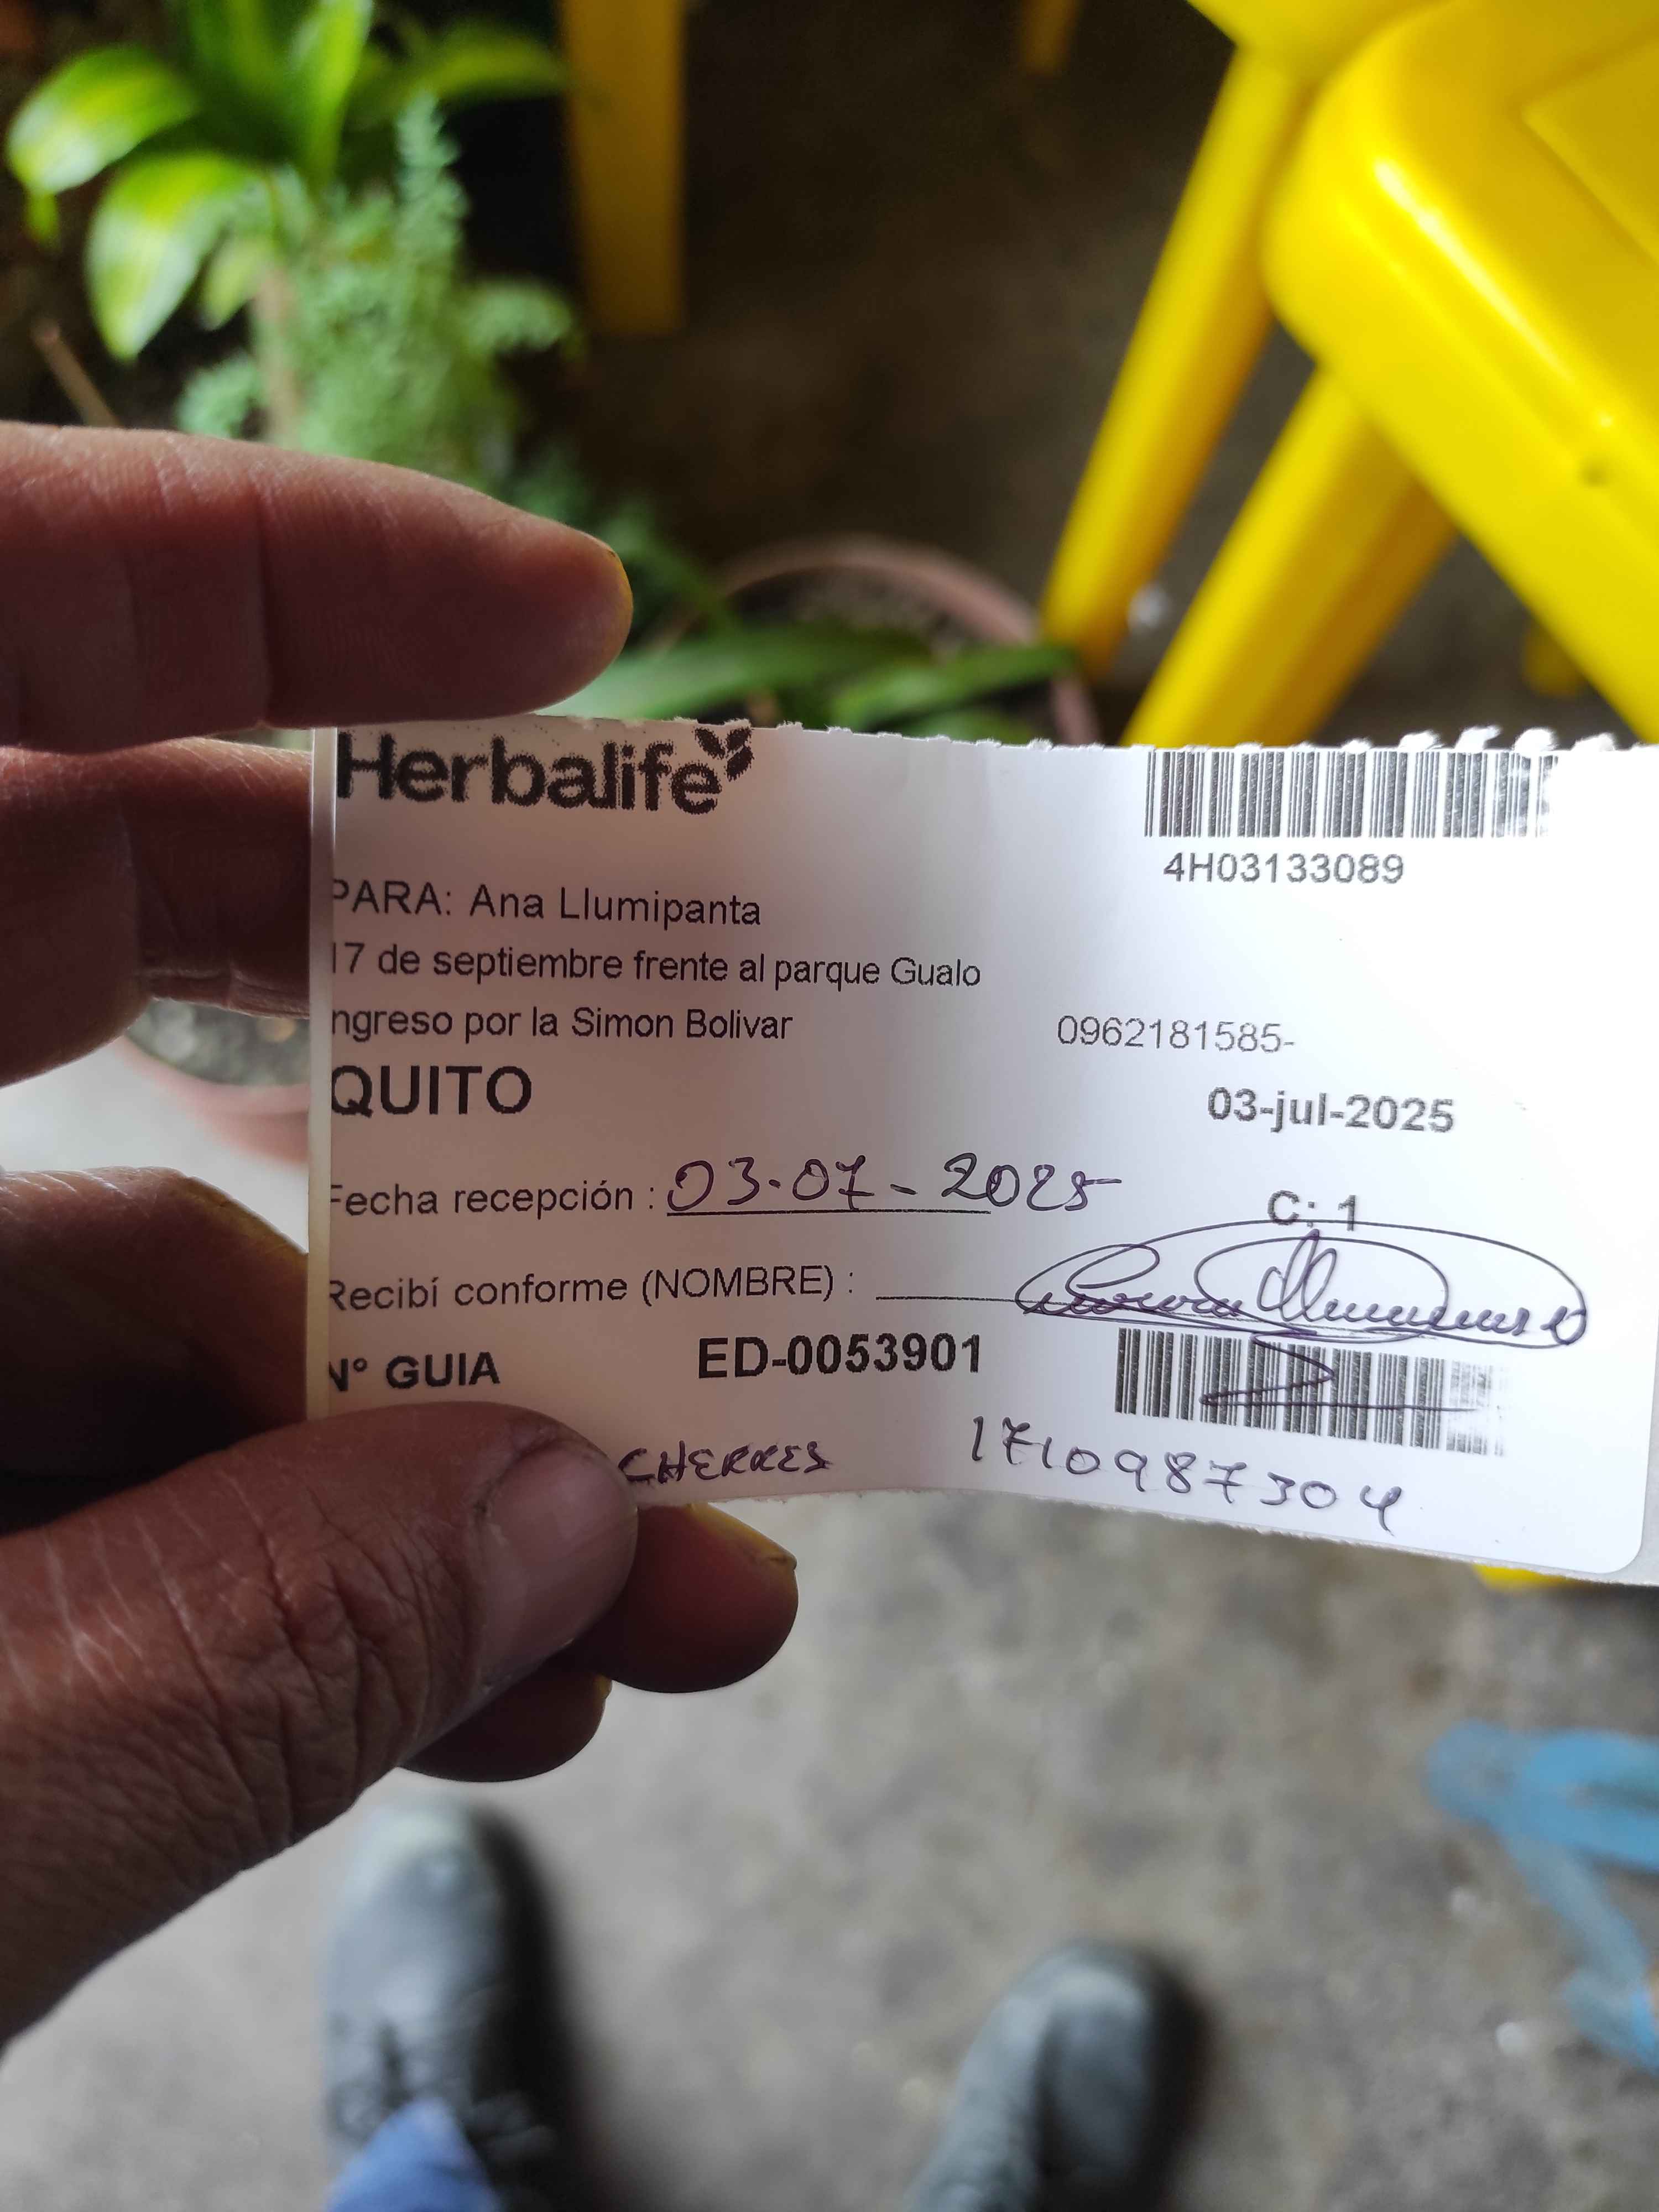 Herbalife
4H03133089
PARA: Ana Llumipanta
17 de septiembre frente al parque Gualo
ngreso por la Simon Bolivar 0962181585-
QUITO
03-jul-2025
Fecha recepción : 03-07-2025
C: 1
Recibí conforme (NOMBRE) :
Nº GUIA ED-0053901
CHERRES 1710987304